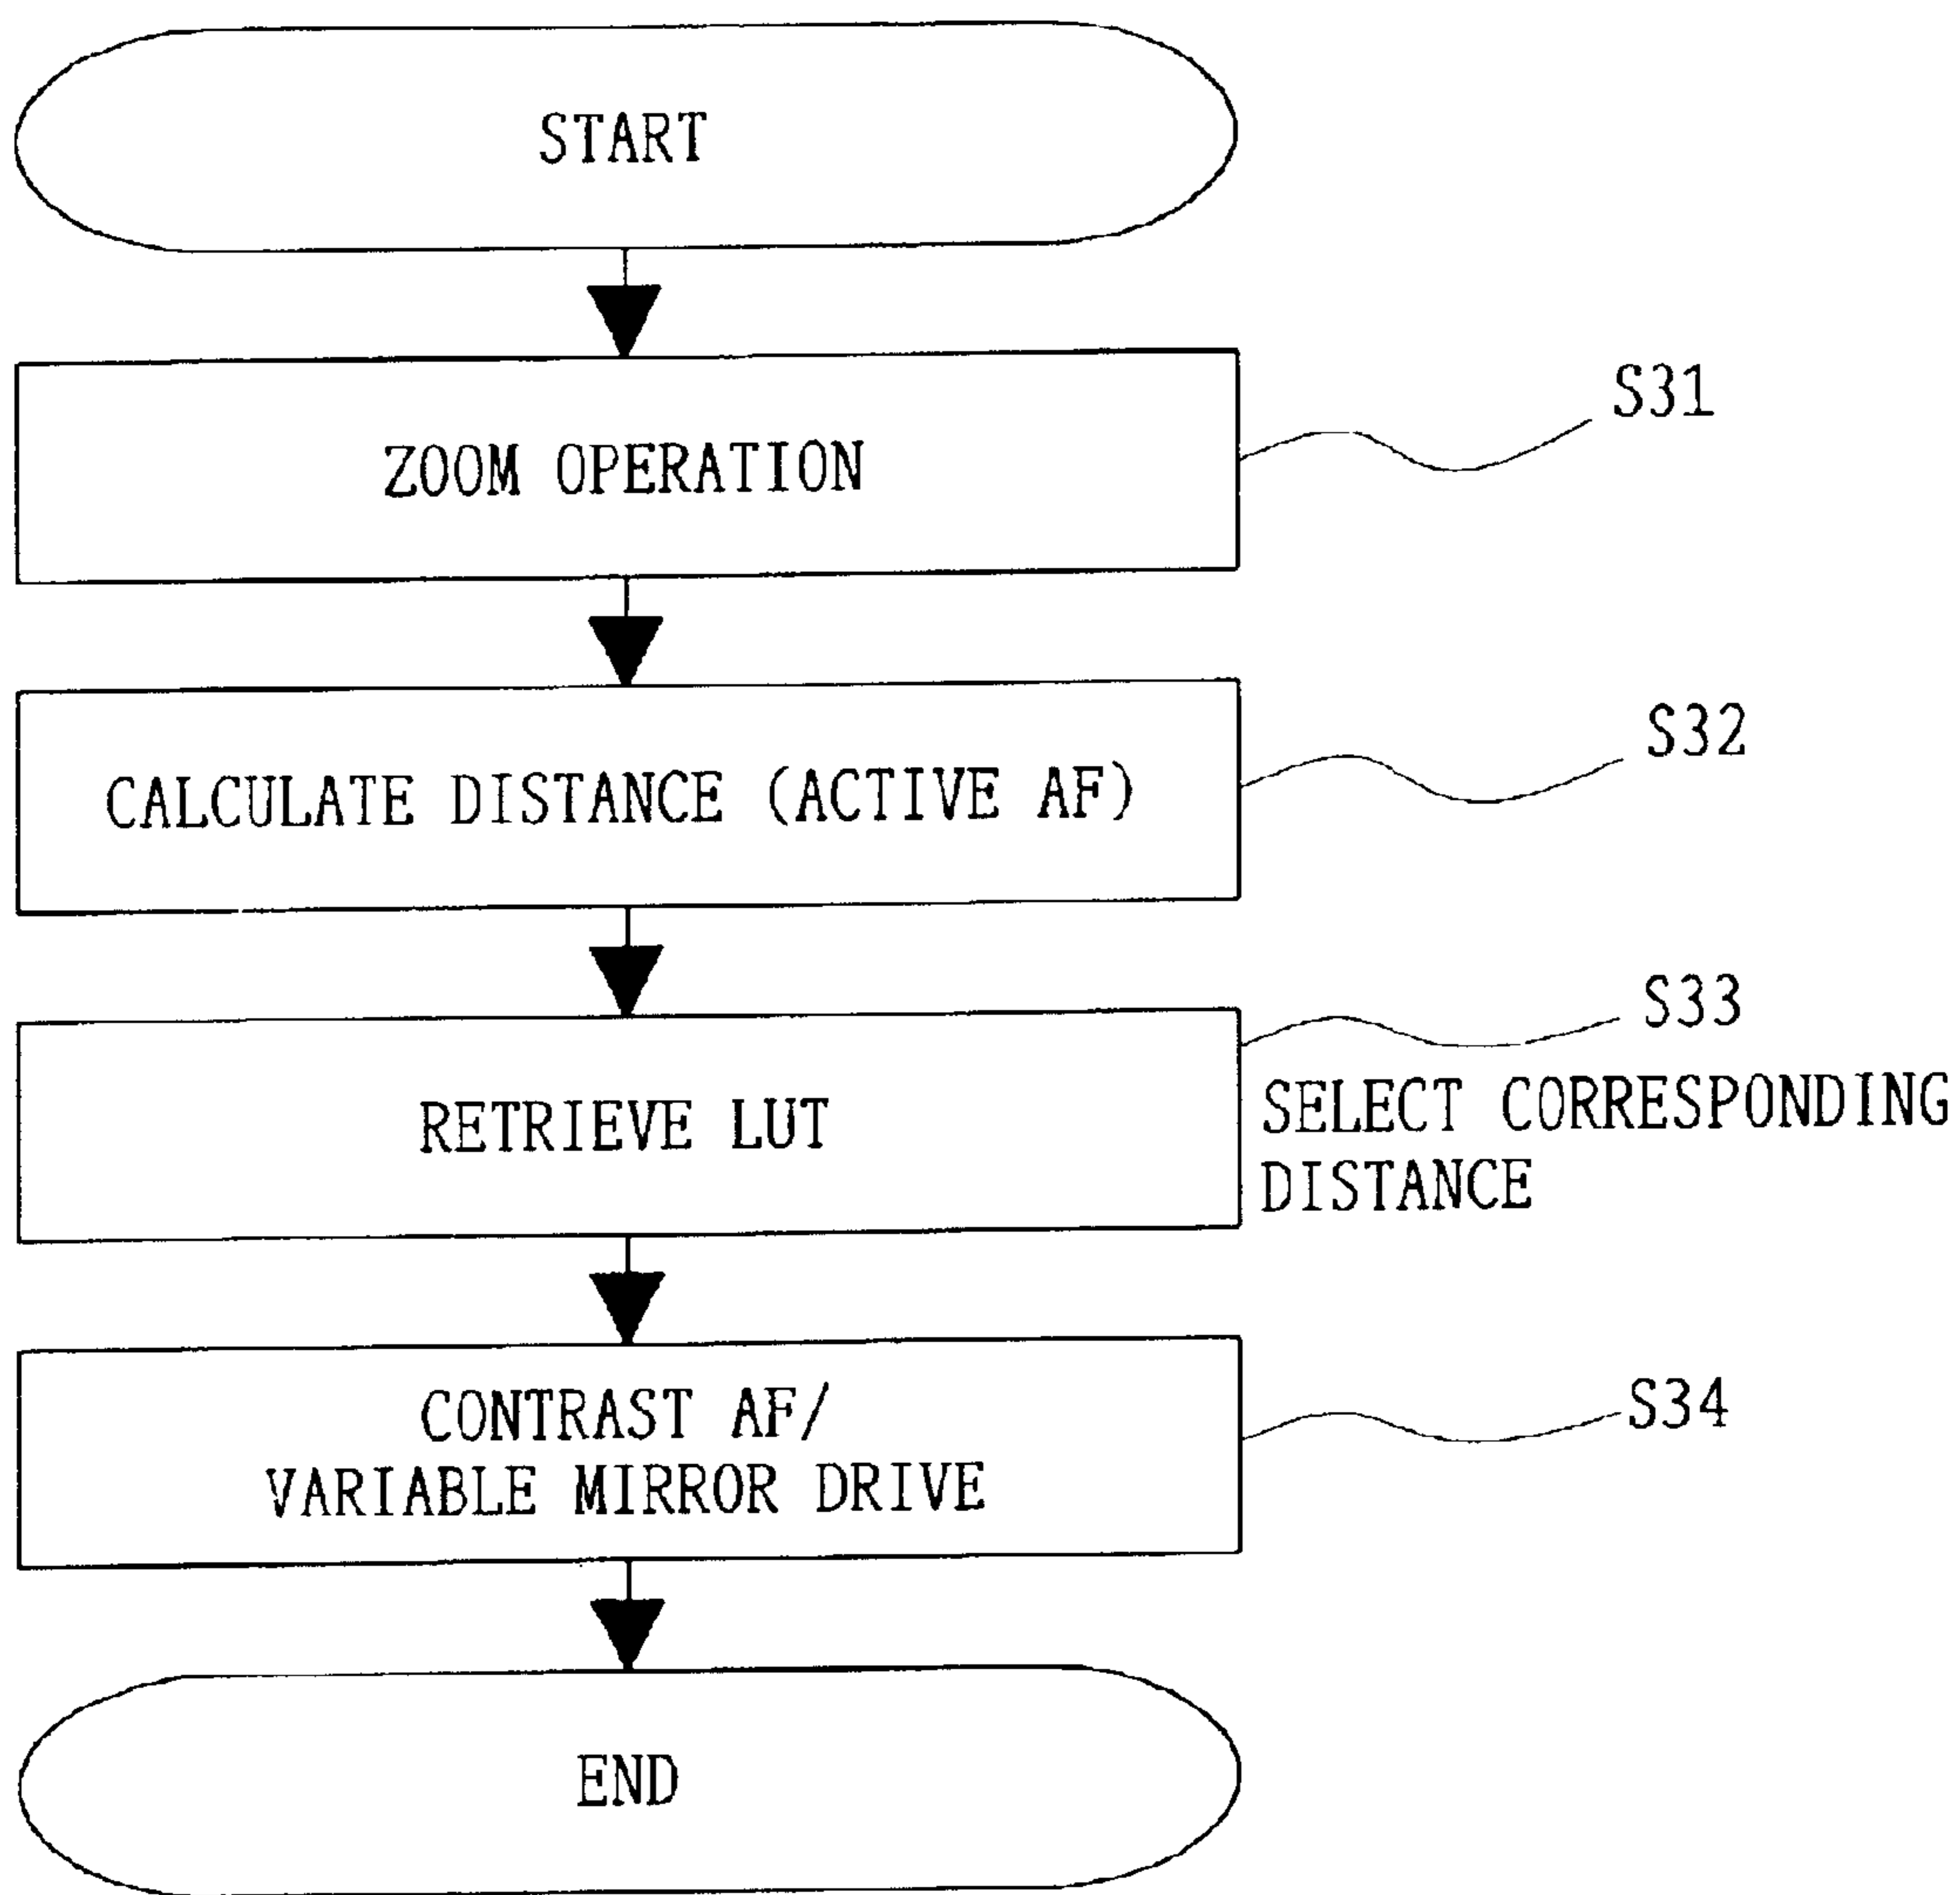 START
ZOOM OPERATION
S31
CALCULATE DISTANCE (ACTIVE AF)
S32
RETRIEVE LUT
S33
SELECT CORRESPONDING
DISTANCE
CONTRAST AF/
VARIABLE MIRROR DRIVE
S34
END